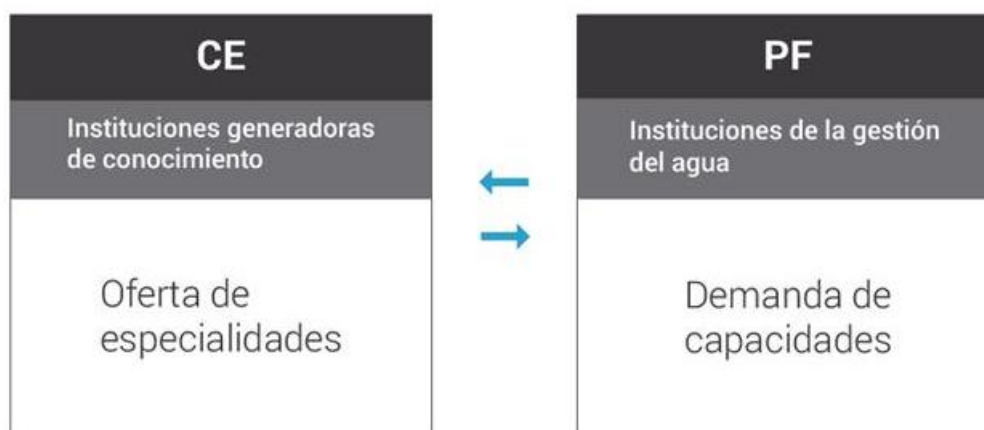 CE
Instituciones generadoras
de conocimiento
Oferta de
especialidades
PF
Instituciones de la gestión
del agua
Demanda de
capacidades